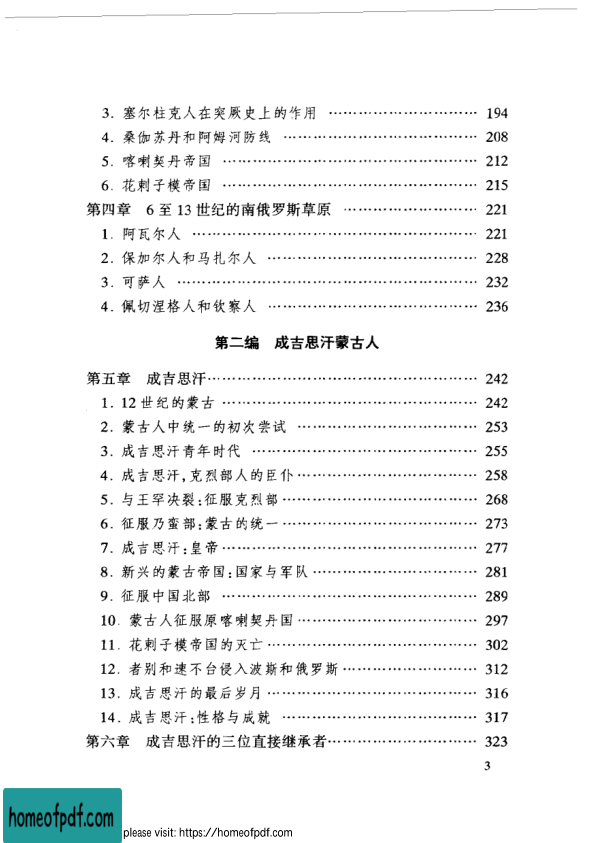 3. 塞尔柱克人在突厥史上的作用 ………………………… 194
4. 桑伽苏丹和阿姆河防线 ………………………………… 208
5. 喀喇契丹帝国 …………………………………………… 212
6. 花剌子模帝国 …………………………………………… 215
第四章 6至13世纪的南俄罗斯草原 ……………………… 221
1. 阿瓦尔人 ………………………………………………… 221
2. 保加尔人和马扎尔人 …………………………………… 228
3. 可萨人 …………………………………………………… 232
4. 佩切涅格人和钦察人 …………………………………… 236
第二编 成吉思汗蒙古人
第五章 成吉思汗…………………………………………… 242
1. 12世纪的蒙古 …………………………………………… 242
2. 蒙古人中统一的初次尝试 ……………………………… 253
3. 成吉思汗青年时代 ……………………………………… 255
4. 成吉思汗,克烈部人的臣仆……………………………… 258
5. 与王罕决裂:征服克烈部………………………………… 268
6. 征服乃蛮部:蒙古的统一………………………………… 273
7. 成吉思汗:皇帝…………………………………………… 277
8. 新兴的蒙古帝国:国家与军队…………………………… 281
9. 征服中国北部 …………………………………………… 289
10. 蒙古人征服原喀喇契丹国……………………………… 297
11. 花剌子模帝国的灭亡…………………………………… 302
12. 者别和速不台侵入波斯和俄罗斯……………………… 312
13. 成吉思汗的最后岁月…………………………………… 316
14. 成吉思汗:性格与成就 ………………………………… 317
第六章 成吉思汗的三位直接继承者……………………… 323
3
homeofpdf.com
please visit: https://homeofpdf.com